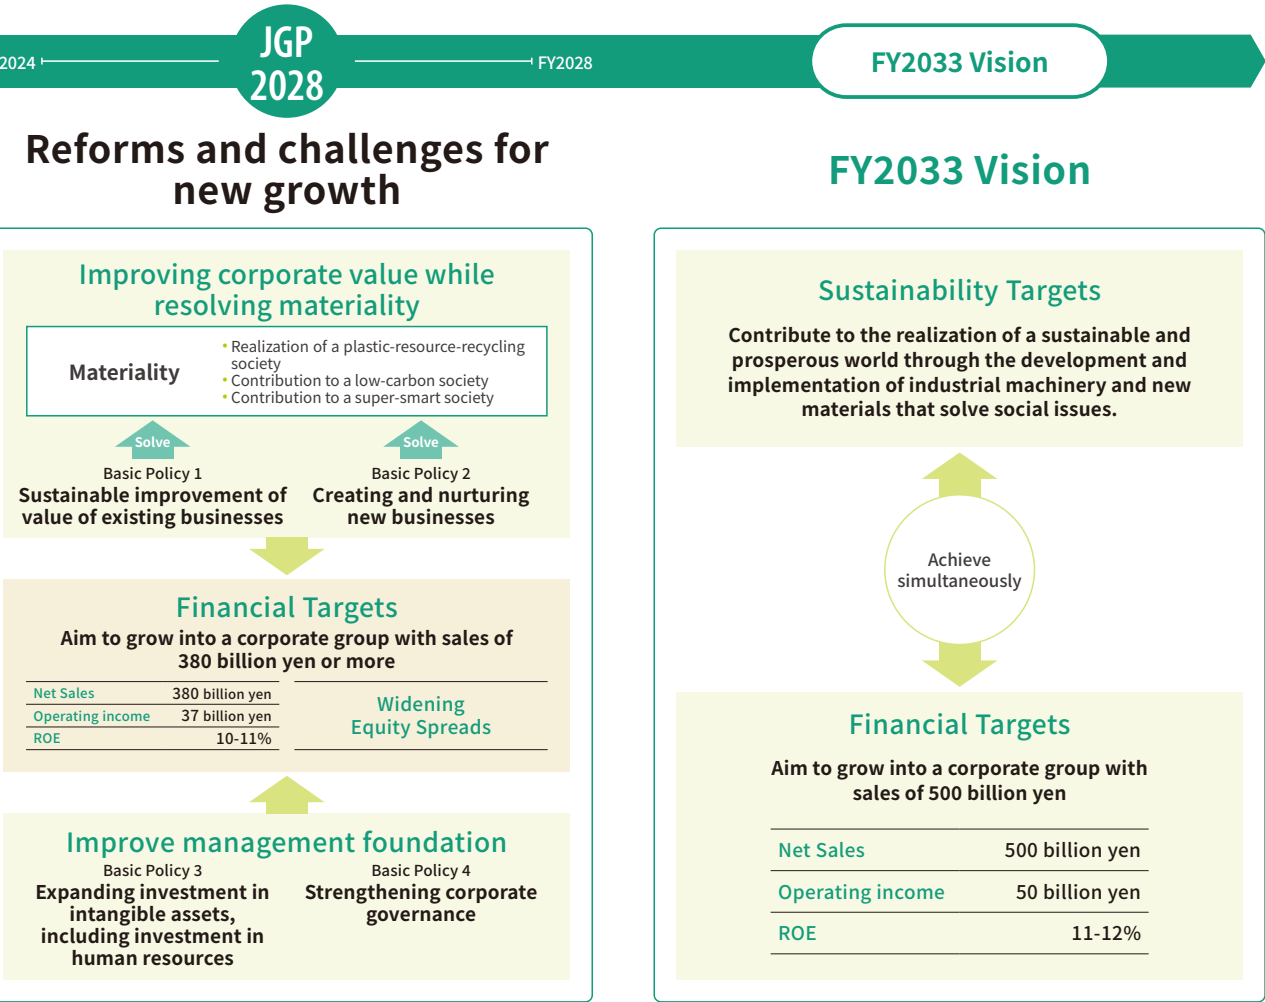 2024
JGP
2028
FY2028
FY2033 Vision
Reforms and challenges for
new growth
Improving corporate value while
resolving materiality
Materiality
• Realization of a plastic-resource-recycling
society
• Contribution to a low-carbon society
• Contribution to a super-smart society
Solve
Solve
Basic Policy 1
Sustainable improvement of
value of existing businesses
Basic Policy 2
Creating and nurturing
new businesses
Financial Targets
Aim to grow into a corporate group with sales of
380 billion yen or more
Net Sales 380 billion yen
Operating income 37 billion yen
ROE 10-11%
Widening
Equity Spreads
Improve management foundation
Basic Policy 3
Expanding investment in
intangible assets,
including investment in
human resources
Basic Policy 4
Strengthening corporate
governance
FY2033 Vision
Sustainability Targets
Contribute to the realization of a sustainable and
prosperous world through the development and
implementation of industrial machinery and new
materials that solve social issues.
Achieve
simultaneously
Financial Targets
Aim to grow into a corporate group with
sales of 500 billion yen
Net Sales 500 billion yen
Operating income 50 billion yen
ROE 11-12%